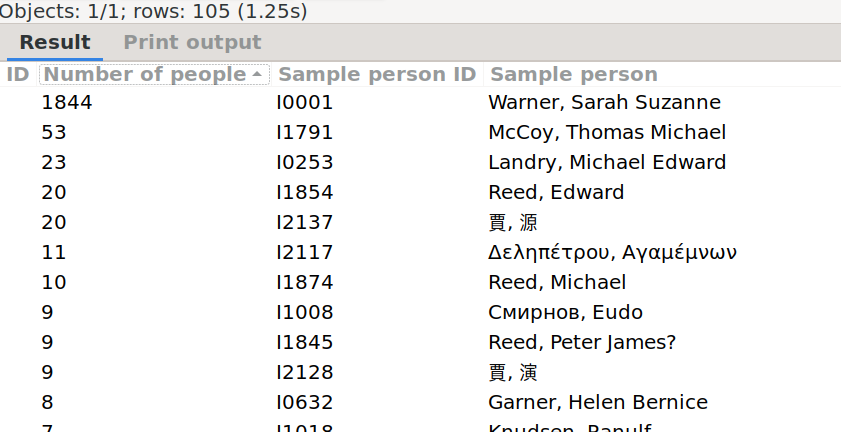 Objects: 1/1; rows: 105 (1.25s)
Result Print output
ID Number of people Sample person ID Sample person
1844 I0001 Warner, Sarah Suzanne
53 I1791 McCoy, Thomas Michael
23 I0253 Landry, Michael Edward
20 I1854 Reed, Edward
20 I2137 賈, 源
11 I2117 Δεληπέτρου, Αγαμέμνων
10 I1874 Reed, Michael
9 I1008 Смирнов, Eudo
9 I1845 Reed, Peter James?
9 I2128 賈, 演
8 I0632 Garner, Helen Bernice
7 I1018 Knudsen, Ranulf